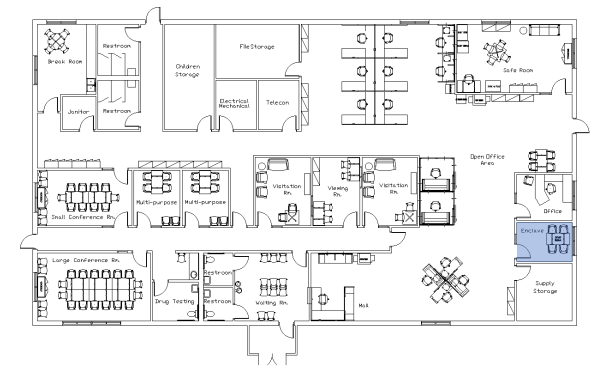 Restroom
Break Room
Children
Storage
File Storage
Safe Room
Janitor
Restroom
Electrical
Mechanical
Telecom
Open Office
Area
Visitation
Rm.
Viewing
Rm.
Visitation
Rm.
Multi-purpose
Multi-purpose
Small Conference Rm.
Office
Enclave
Large Conference Rm.
Restroom
Drug Testing
Restroom
Waiting Rm.
Mail
Supply
Storage